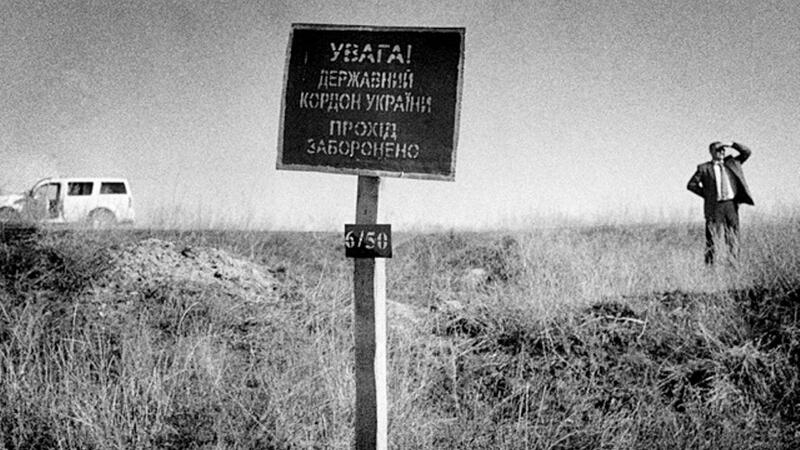 УВАГА!
ДЕРЖАВНИЙ
КОРДОН УКРАЇНИ
ПРОХІД
ЗАБОРОНЕНО
6/50